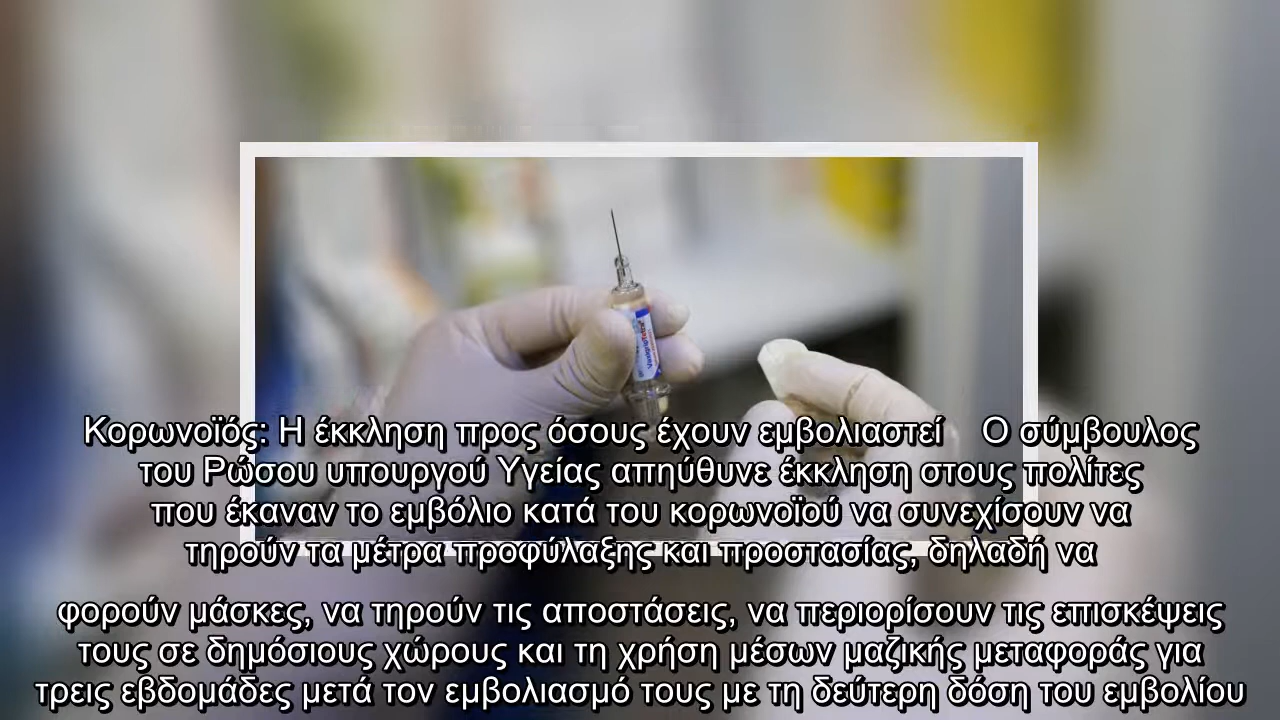 Κορωνοϊός: Η έκκληση προς όσους έχουν εμβολιαστεί Ο σύμβουλος
του Ρώσου υπουργού Υγείας απηύθυνε έκκληση στους πολίτες
που έκαναν το εμβόλιο κατά του κορωνοϊού να συνεχίσουν να
τηρούν τα μέτρα προφύλαξης και προστασίας, δηλαδή να
φορούν μάσκες, να τηρούν τις αποστάσεις, να περιορίσουν τις επισκέψεις
τους σε δημόσιους χώρους και τη χρήση μέσων μαζικής μεταφοράς για
τρεις εβδομάδες μετά τον εμβολιασμό τους με τη δεύτερη δόση του εμβολίου